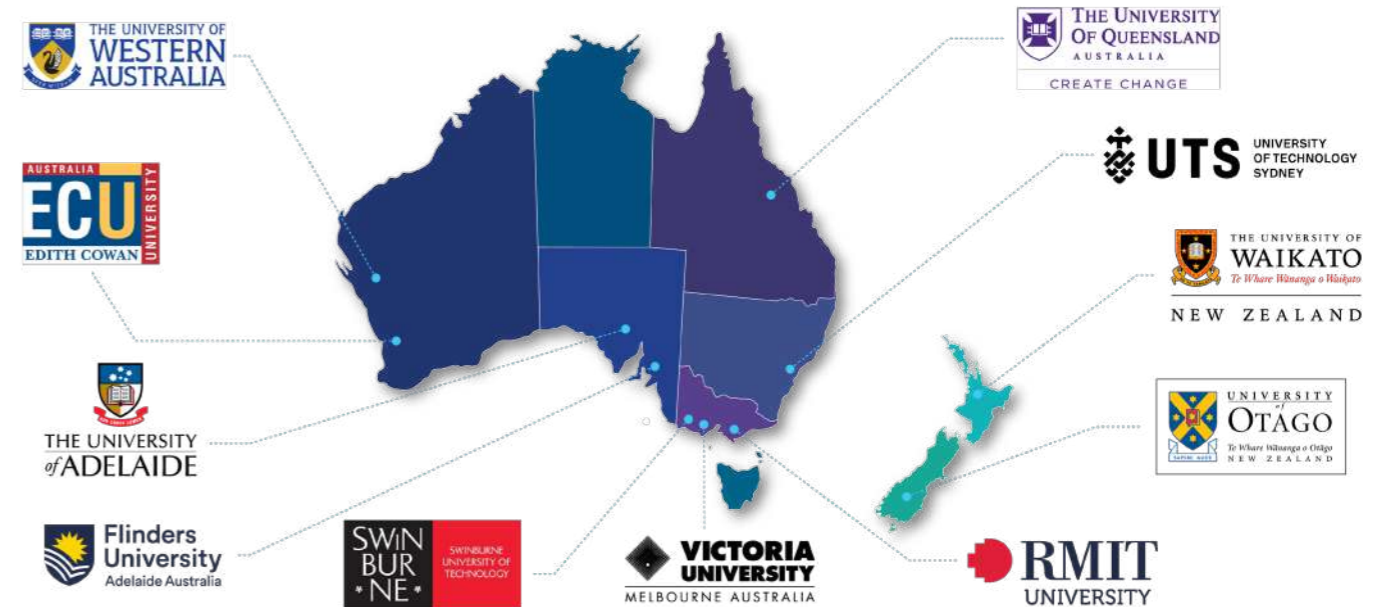 THE UNIVERSITY OF
WESTERN
AUSTRALIA
THE UNIVERSITY
OF QUEENSLAND
AUSTRALIA
CREATE CHANGE
UTS
UNIVERSITY
OF TECHNOLOGY
SYDNEY
AUSTRALIA
ECU
EDITH COWAN
UNIVERSITY
THE UNIVERSITY OF
WAIKATO
Te Whare Wānanga o Waikato
NEW ZEALAND
THE UNIVERSITY
of ADELAIDE
UNIVERSITY
of
OTAGO
Te Whare Wānanga o Otāgo
NEW ZEALAND
SAPERE AUDE
Flinders
University
Adelaide Australia
SWiN
BUR
* NE *
SWINBURNE
UNIVERSITY OF
TECHNOLOGY
VICTORIA
UNIVERSITY
MELBOURNE AUSTRALIA
RMIT
UNIVERSITY